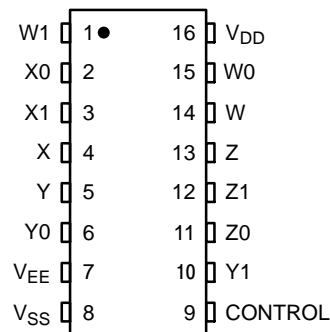 W1 1 16 VDD
X0 2 15 W0
X1 3 14 W
X 4 13 Z
Y 5 12 Z1
Y0 6 11 Z0
VEE 7 10 Y1
VSS 8 9 CONTROL